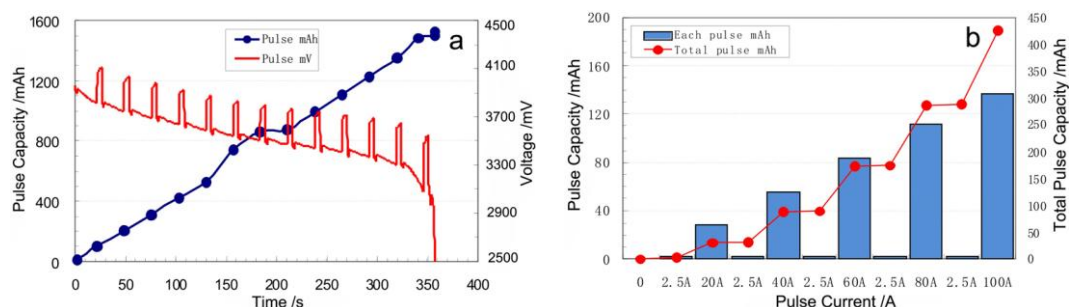 1600
1200
800
400
0
Pulse Capacity /mAh
Pulse mAh
Pulse mV
a
4500
4100
3700
3300
2900
2500
Voltage /mV
0 50 100 150 200 250 300 350 400
Time /s
200
160
120
80
40
0
Pulse Capacity /mAh
Each pulse mAh
Total pulse mAh
b
450
400
350
300
250
200
150
100
50
0
Total Pulse Capacity /mAh
0 2.5A 20A 2.5A 40A 2.5A 60A 2.5A 80A 2.5A 100A
Pulse Current /A